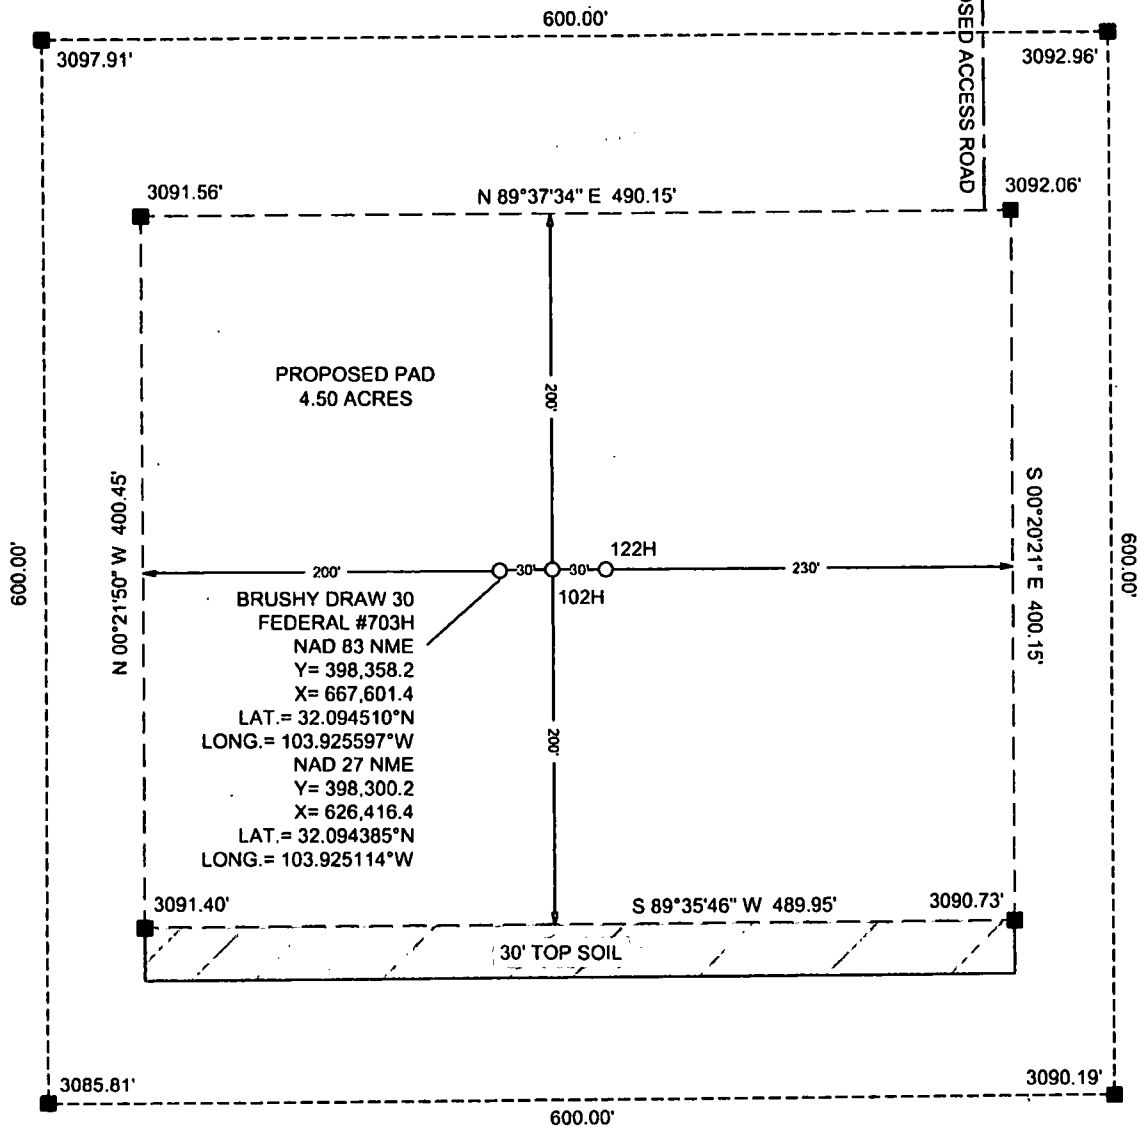 600.00'
3097.91'
3092.96'
ACCESS ROAD
3091.56'
N 89°37'34" E 490.15'
3092.06'
PROPOSED PAD
4.50 ACRES
200'
N 00°21'50" W 400.45'
S 00°20'21" E 400.15'
600.00'
600.00'
122H
200'
30'
30'
230'
102H
BRUSHY DRAW 30
FEDERAL #703H
NAD 83 NME
Y= 398,358.2
X= 667,601.4
LAT.= 32.094510°N
LONG.= 103.925597°W
NAD 27 NME
Y= 398,300.2
X= 626,416.4
LAT.= 32.094385°N
LONG.= 103.925114°W
200'
3091.40'
S 89°35'46" W 489.95'
3090.73'
30' TOP SOIL
3085.81'
3090.19'
600.00'